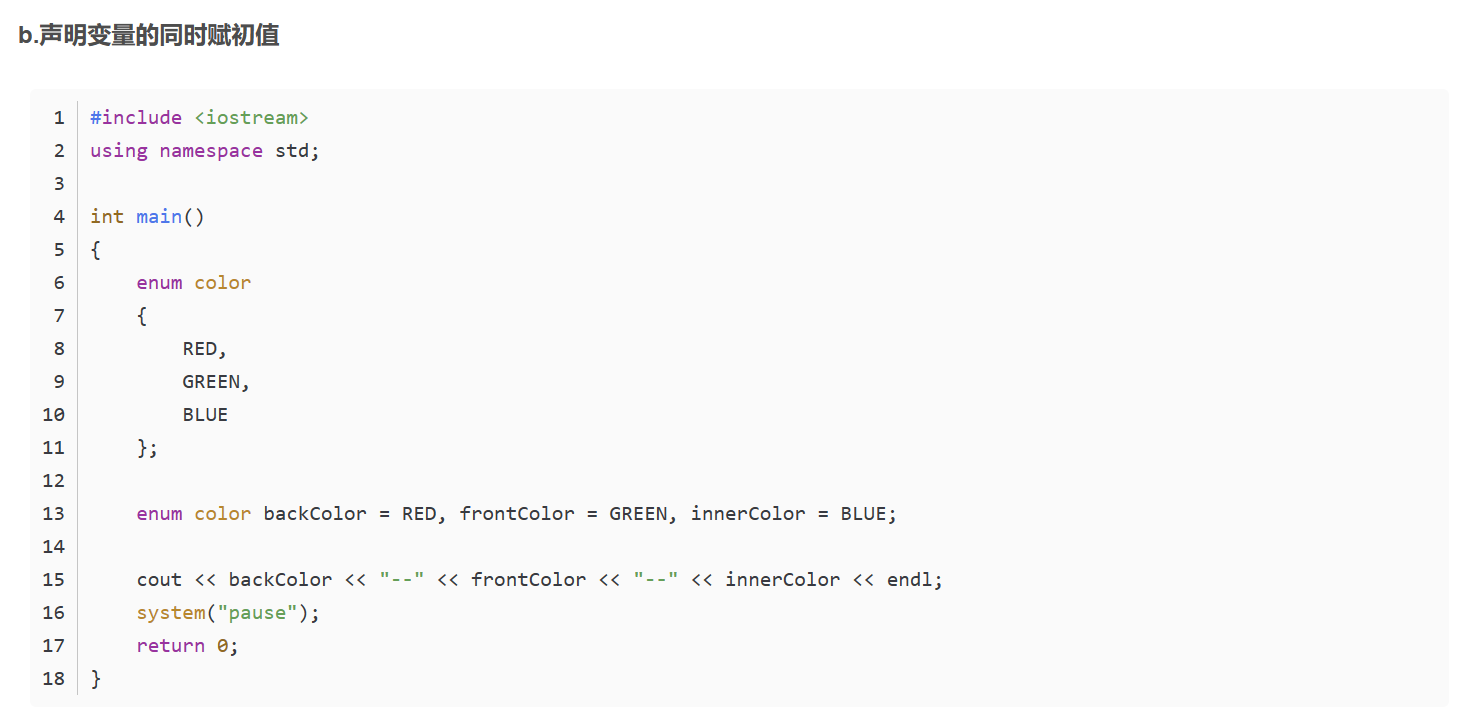 b.声明变量的同时赋初值
1 #include <iostream>
2 using namespace std;
3
4 int main()
5 {
6     enum color
7     {
8         RED,
9         GREEN,
10         BLUE
11     };
12
13     enum color backColor = RED, frontColor = GREEN, innerColor = BLUE;
14
15     cout << backColor << "--" << frontColor << "--" << innerColor << endl;
16     system("pause");
17     return 0;
18 }